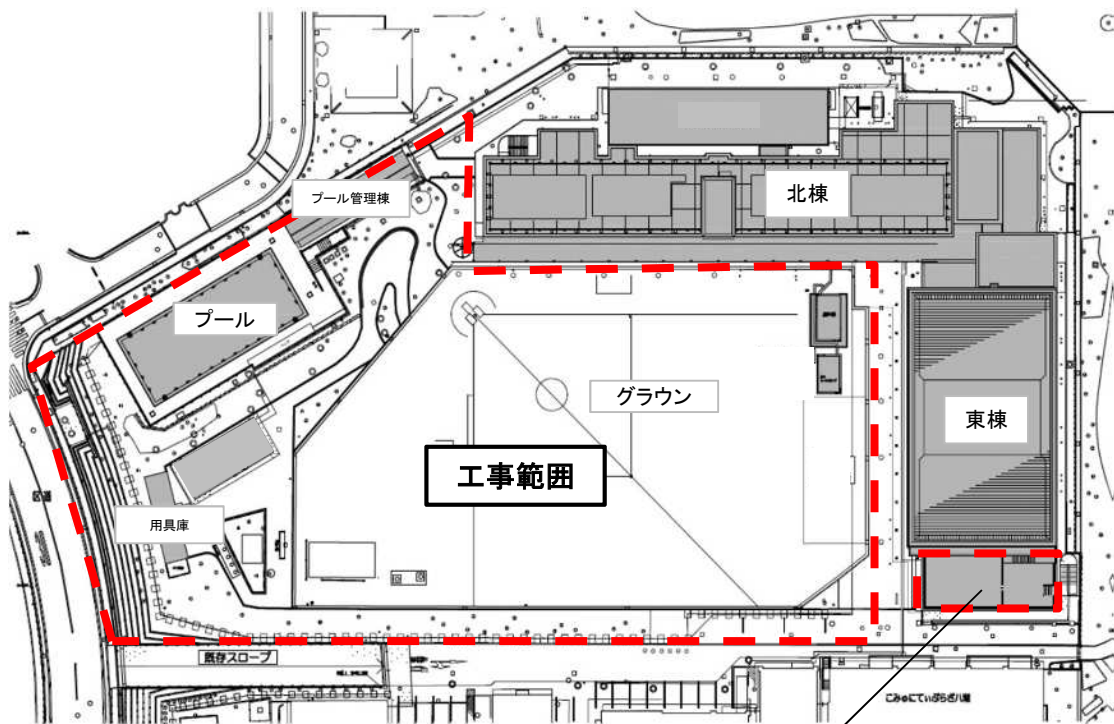 北棟
プール管理棟
プール
グラウン
東棟
工事範囲
用具庫
既存スロープ
こみゅにてぃぷらざ八潮